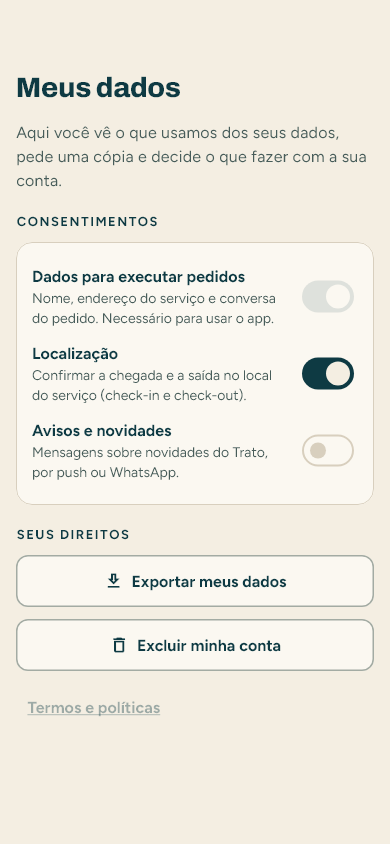 Meus dados
Aqui você vê o que usamos dos seus dados,
pede uma cópia e decide o que fazer com a sua
conta.
CONSENTIMENTOS
Dados para executar pedidos
Nome, endereço do serviço e conversa
do pedido. Necessário para usar o app.
Localização
Confirmar a chegada e a saída no local
do serviço (check-in e check-out).
Avisos e novidades
Mensagens sobre novidades do Trato,
por push ou WhatsApp.
SEUS DIREITOS
Exportar meus dados
Excluir minha conta
Termos e políticas